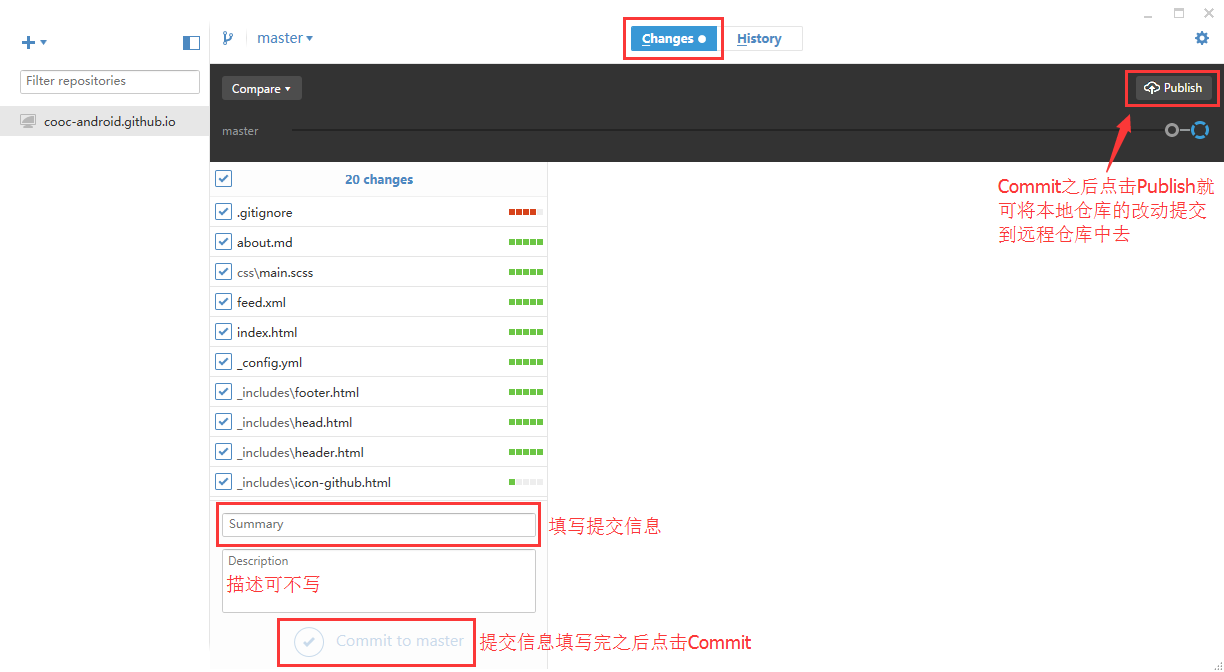 master
Changes
History
Filter repositories
Compare
Publish
cooc-android.github.io
master
Commit之后点击Publish就
可将本地仓库的改动提交
到远程仓库中去
20 changes
.gitignore
about.md
css\main.scss
feed.xml
index.html
_config.yml
_includes\footer.html
_includes\head.html
_includes\header.html
_includes\icon-github.html
Summary
填写提交信息
Description
描述可不写
Commit to master
提交信息填写完之后点击Commit